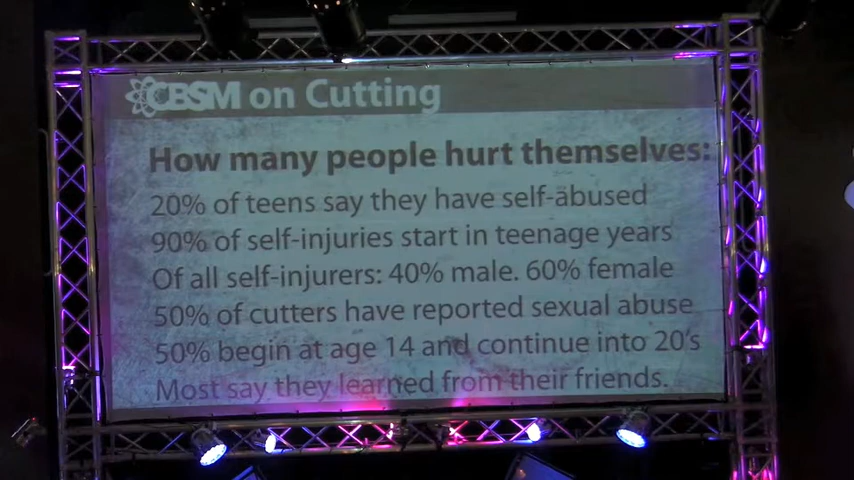 CBSM on Cutting
How many people hurt themselves:
20% of teens say they have self-abused
90% of self-injuries start in teenage years
Of all self-injurers: 40% male. 60% female
50% of cutters have reported sexual abuse
50% begin at age 14 and continue into 20's
Most say they learned from their friends.